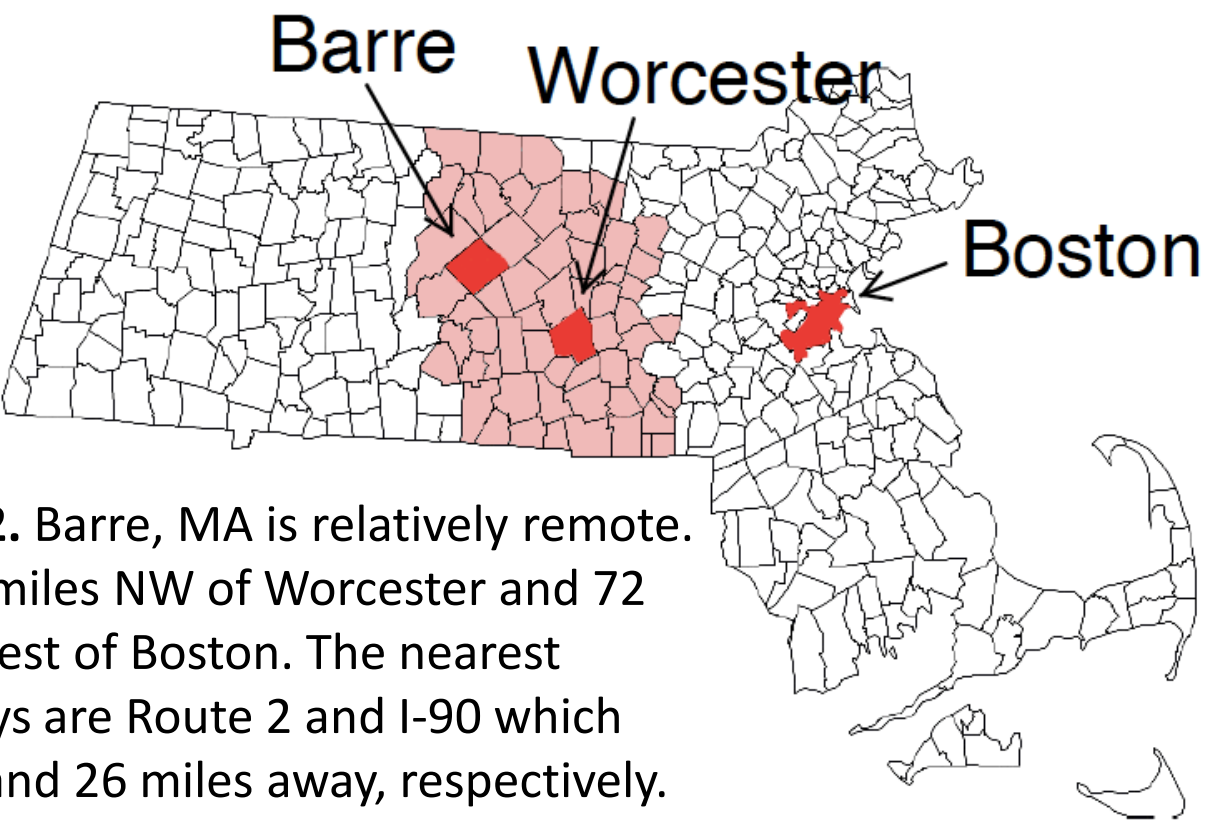 Barre
Worcester
Boston
2. Barre, MA is relatively remote.
miles NW of Worcester and 72
est of Boston. The nearest
ys are Route 2 and I-90 which
nd 26 miles away, respectively.